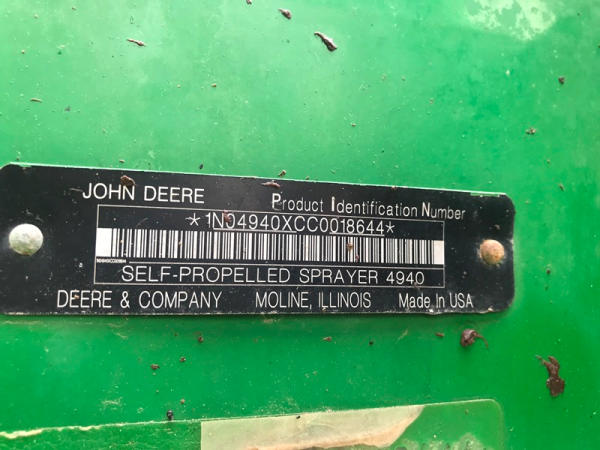 JOHN DEERE Product Identification Number
*1N04940XCC0018644*
SELF-PROPELLED SPRAYER 4940
DEERE & COMPANY MOLINE, ILLINOIS Made In USA